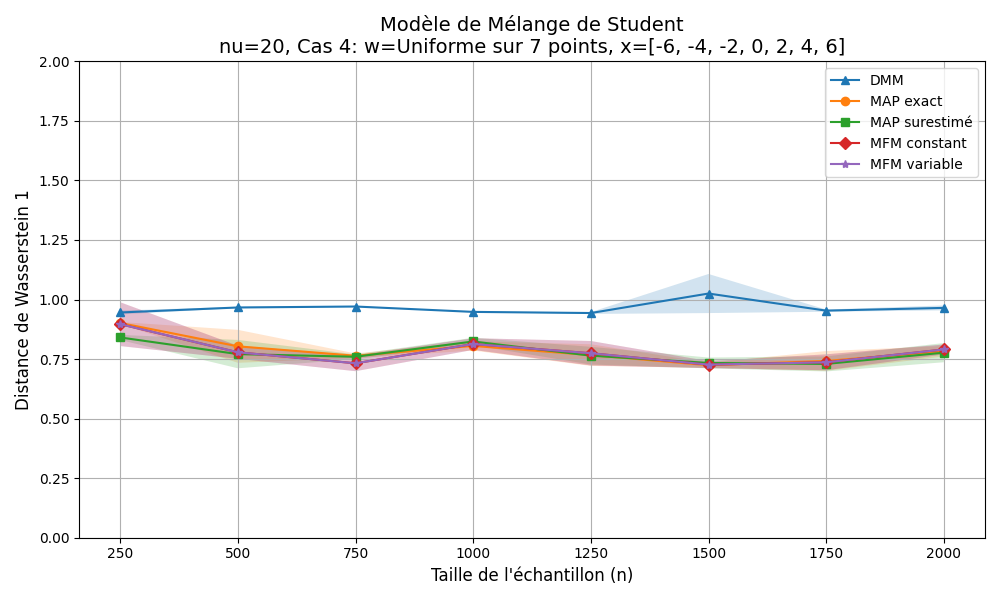 Modèle de Mélange de Student
nu=20, Cas 4: w=Uniforme sur 7 points, x=[-6, -4, -2, 0, 2, 4, 6]
DMM
MAP exact
MAP surestimé
MFM constant
MFM variable
Distance de Wasserstein 1
2.00
1.75
1.50
1.25
1.00
0.75
0.50
0.25
0.00
250 500 750 1000 1250 1500 1750 2000
Taille de l'échantillon (n)